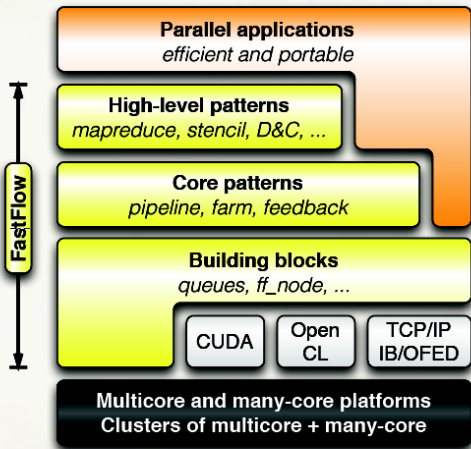 Parallel applications
efficient and portable
High-level patterns
mapreduce, stencil, D&C, ...
Core patterns
pipeline, farm, feedback
FastFlow
Building blocks
queues, ff_node, ...
CUDA
Open
CL
TCP/IP
IB/OFED
Multicore and many-core platforms
Clusters of multicore + many-core